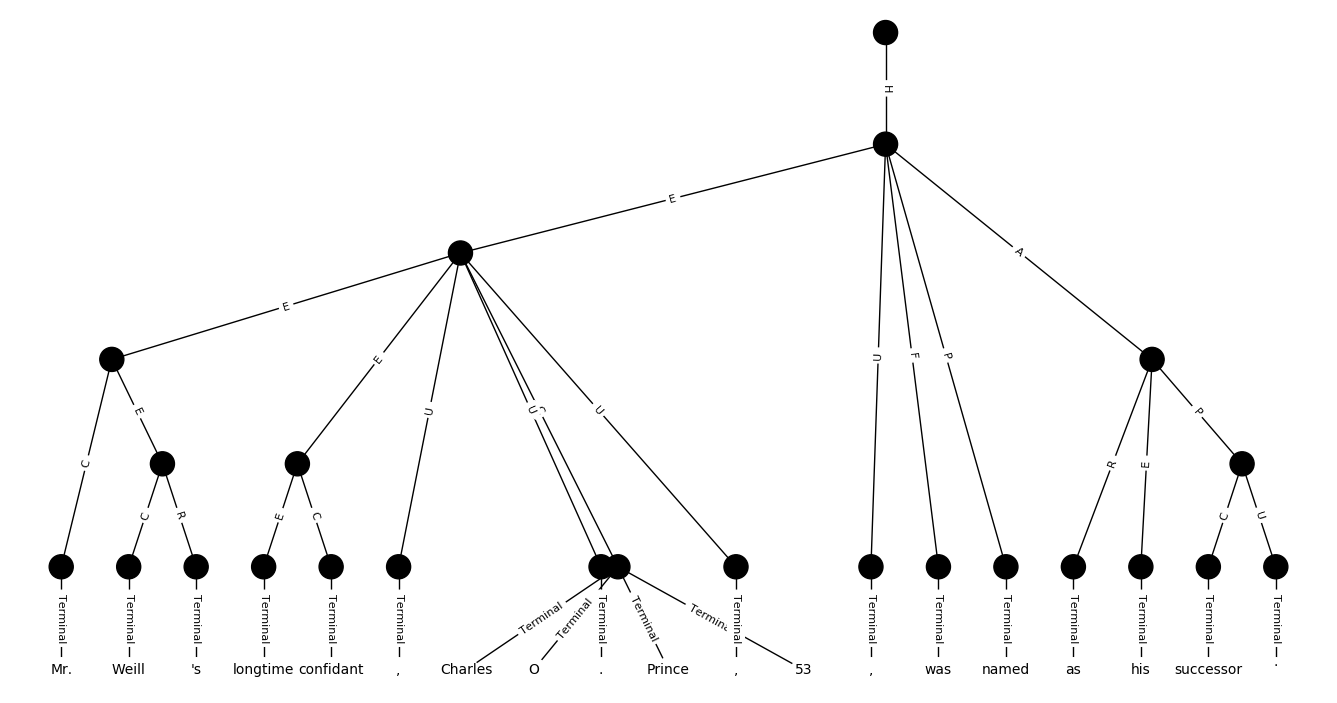 H
E
A
E
E
U
U
C
U
U
F
P
C
E
R
E
P
C
R
E
C
C
U
Terminal Terminal Terminal Terminal Terminal Terminal Terminal Terminal Terminal Terminal Terminal Terminal Terminal Terminal Terminal Terminal Terminal Terminal
Mr. Weill 's longtime confidant , Charles O . Prince , 53 , was named as his successor .